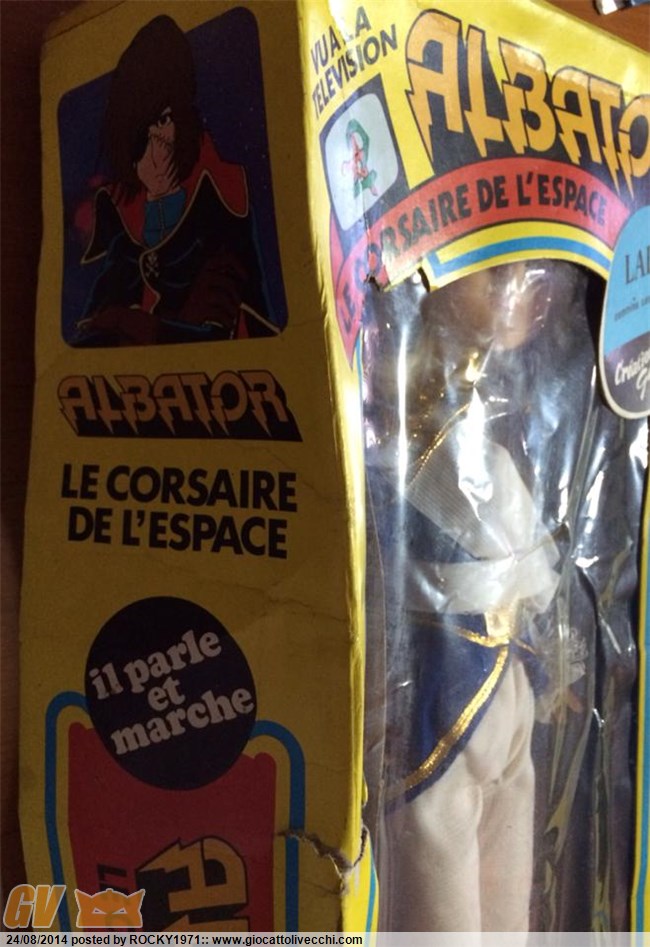 ALBATOR
LE CORSAIRE
DE L'ESPACE
il parle
et
marche
VU A LA
TELEVISION
ALBATO
LE CORSAIRE DE L'ESPACE
GV
24/08/2014 posted by ROCKY1971:: www.giocattolivecchi.com